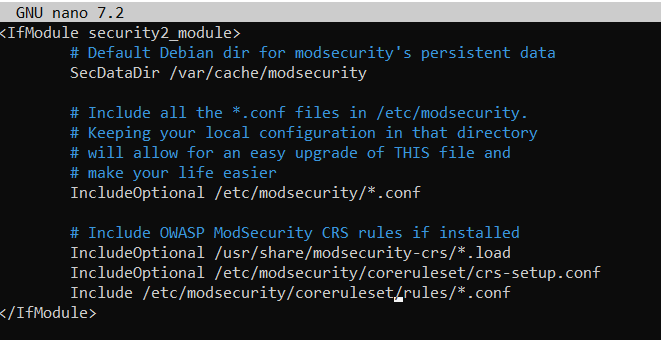 GNU nano 7.2
<IfModule security2_module>
# Default Debian dir for modsecurity's persistent data
SecDataDir /var/cache/modsecurity
# Include all the *.conf files in /etc/modsecurity.
# Keeping your local configuration in that directory
# will allow for an easy upgrade of THIS file and
# make your life easier
IncludeOptional /etc/modsecurity/*.conf
# Include OWASP ModSecurity CRS rules if installed
IncludeOptional /usr/share/modsecurity-crs/*.load
IncludeOptional /etc/modsecurity/coreruleset/crs-setup.conf
Include /etc/modsecurity/coreruleset/rules/*.conf
</IfModule>